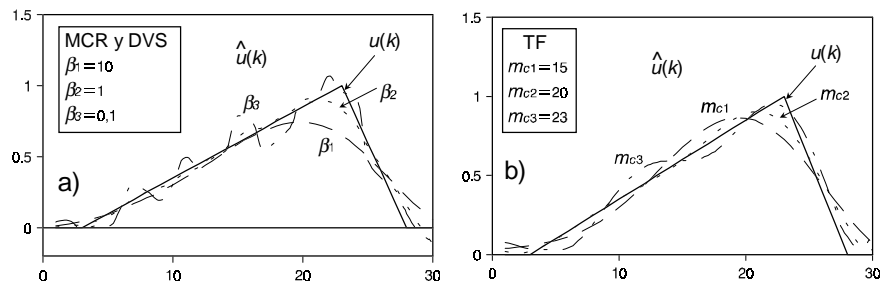 MCR y DVS
β1=10
β2=1
β3=0,1
û(k)
u(k)
β3
β2
β1
a)
1.5
1
0.5
0
0
10
20
30
TF
mc1=15
mc2=20
mc3=23
û(k)
u(k)
mc1
mc2
mc3
b)
1.5
1
0.5
0
0
10
20
30